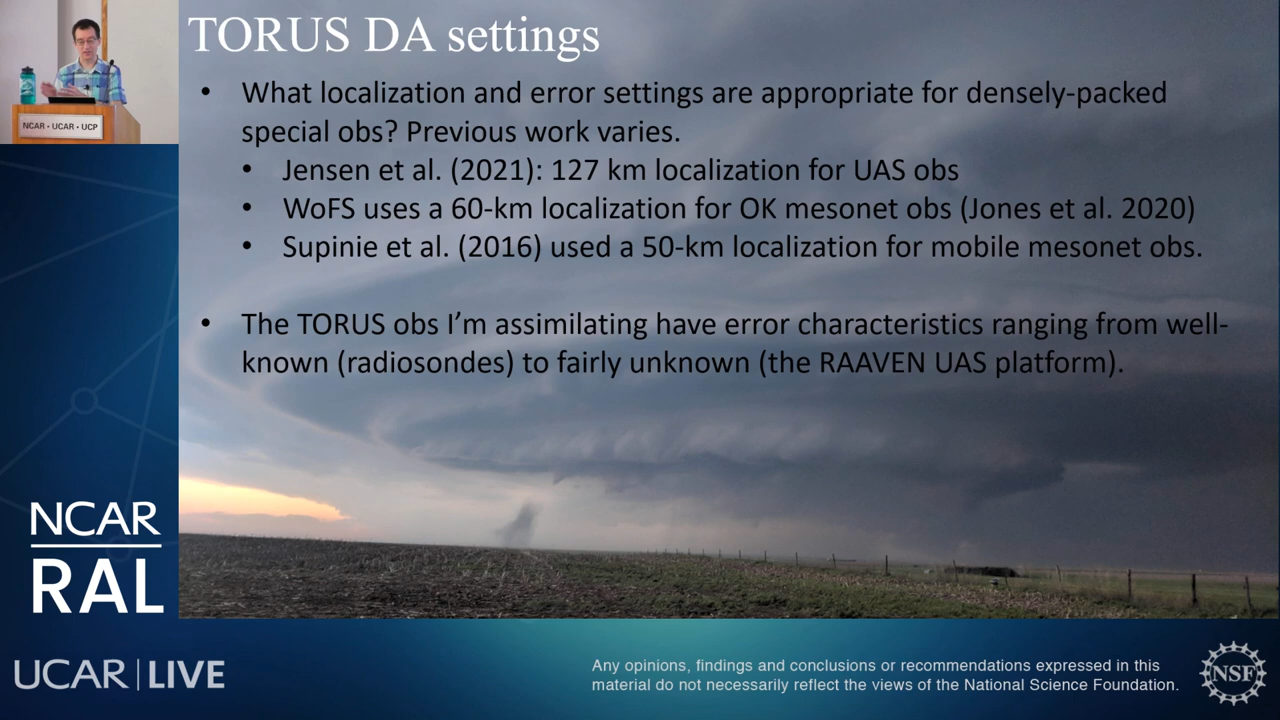 TORUS DA settings
• What localization and error settings are appropriate for densely-packed
special obs? Previous work varies.
• Jensen et al. (2021): 127 km localization for UAS obs
• WoFS uses a 60-km localization for OK mesonet obs (Jones et al. 2020)
• Supinie et al. (2016) used a 50-km localization for mobile mesonet obs.
• The TORUS obs I’m assimilating have error characteristics ranging from well-
known (radiosondes) to fairly unknown (the RAAVEN UAS platform).
NCAR • UCAR • UCP
NCAR
RAL
UCAR | LIVE
Any opinions, findings and conclusions or recommendations expressed in this
material do not necessarily reflect the views of the National Science Foundation.
NSF